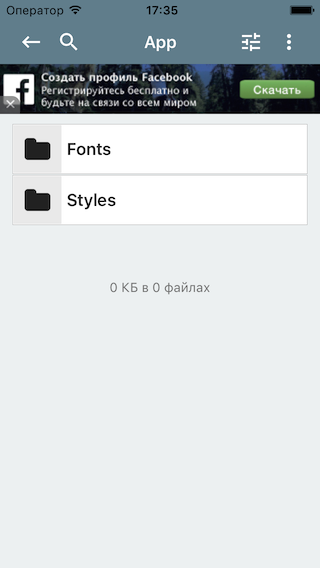 Оператор 17:35
App
Создать профиль Facebook
Регистрируйтесь бесплатно и
будьте на связи со всем миром
Скачать
Fonts
Styles
0 КБ в 0 файлах